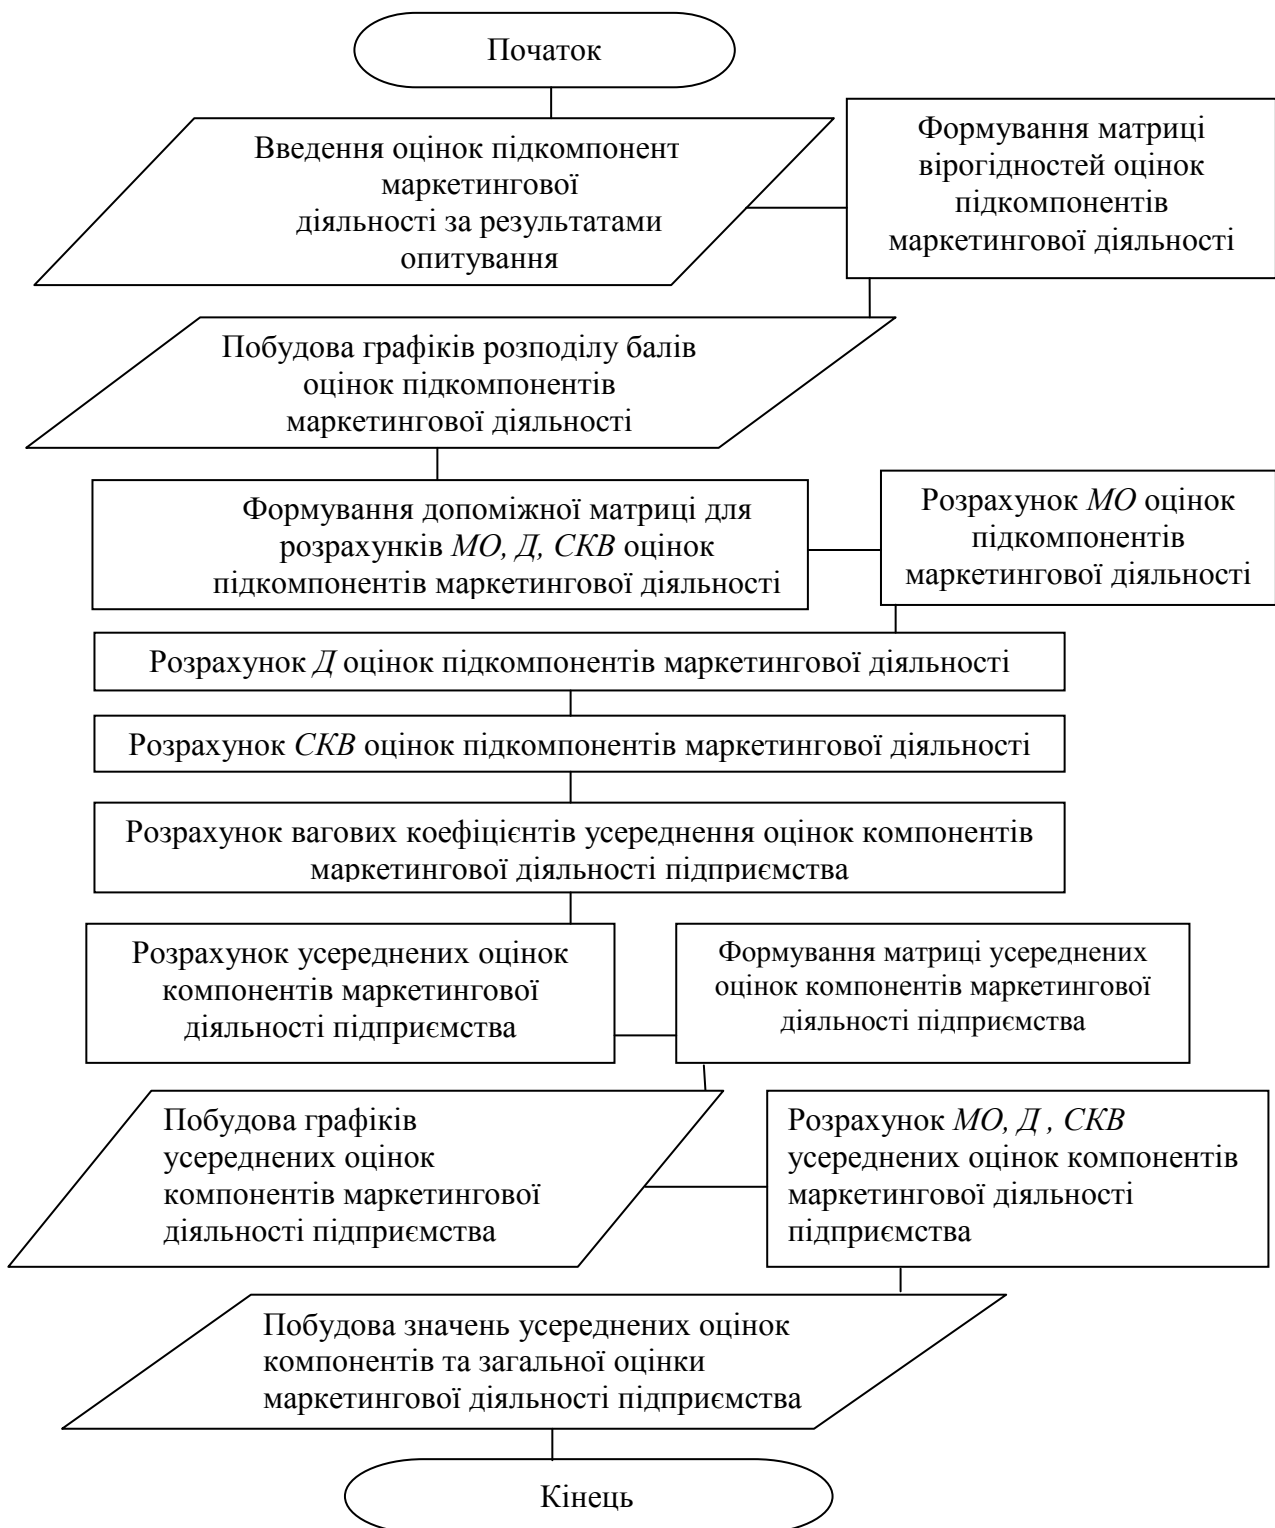 Початок
Введення оцінок підкомпонент
маркетингової
діяльності за результатами
опитування
Формування матриці
вірогідностей оцінок
підкомпонентів
маркетингової діяльності
Побудова графіків розподілу балів
оцінок підкомпонентів
маркетингової діяльності
Формування допоміжної матриці для
розрахунків МО, Д, СКВ оцінок
підкомпонентів маркетингової діяльності
Розрахунок МО оцінок
підкомпонентів
маркетингової діяльності
Розрахунок Д оцінок підкомпонентів маркетингової діяльності
Розрахунок СКВ оцінок підкомпонентів маркетингової діяльності
Розрахунок вагових коефіцієнтів усереднення оцінок компонентів
маркетингової діяльності підприємства
Розрахунок усереднених оцінок
компонентів маркетингової
діяльності підприємства
Формування матриці усереднених
оцінок компонентів маркетингової
діяльності підприємства
Побудова графіків
усереднених оцінок
компонентів маркетингової
діяльності підприємства
Розрахунок МО, Д , СКВ
усереднених оцінок компонентів
маркетингової діяльності
підприємства
Побудова значень усереднених оцінок
компонентів та загальної оцінки
маркетингової діяльності підприємства
Кінець